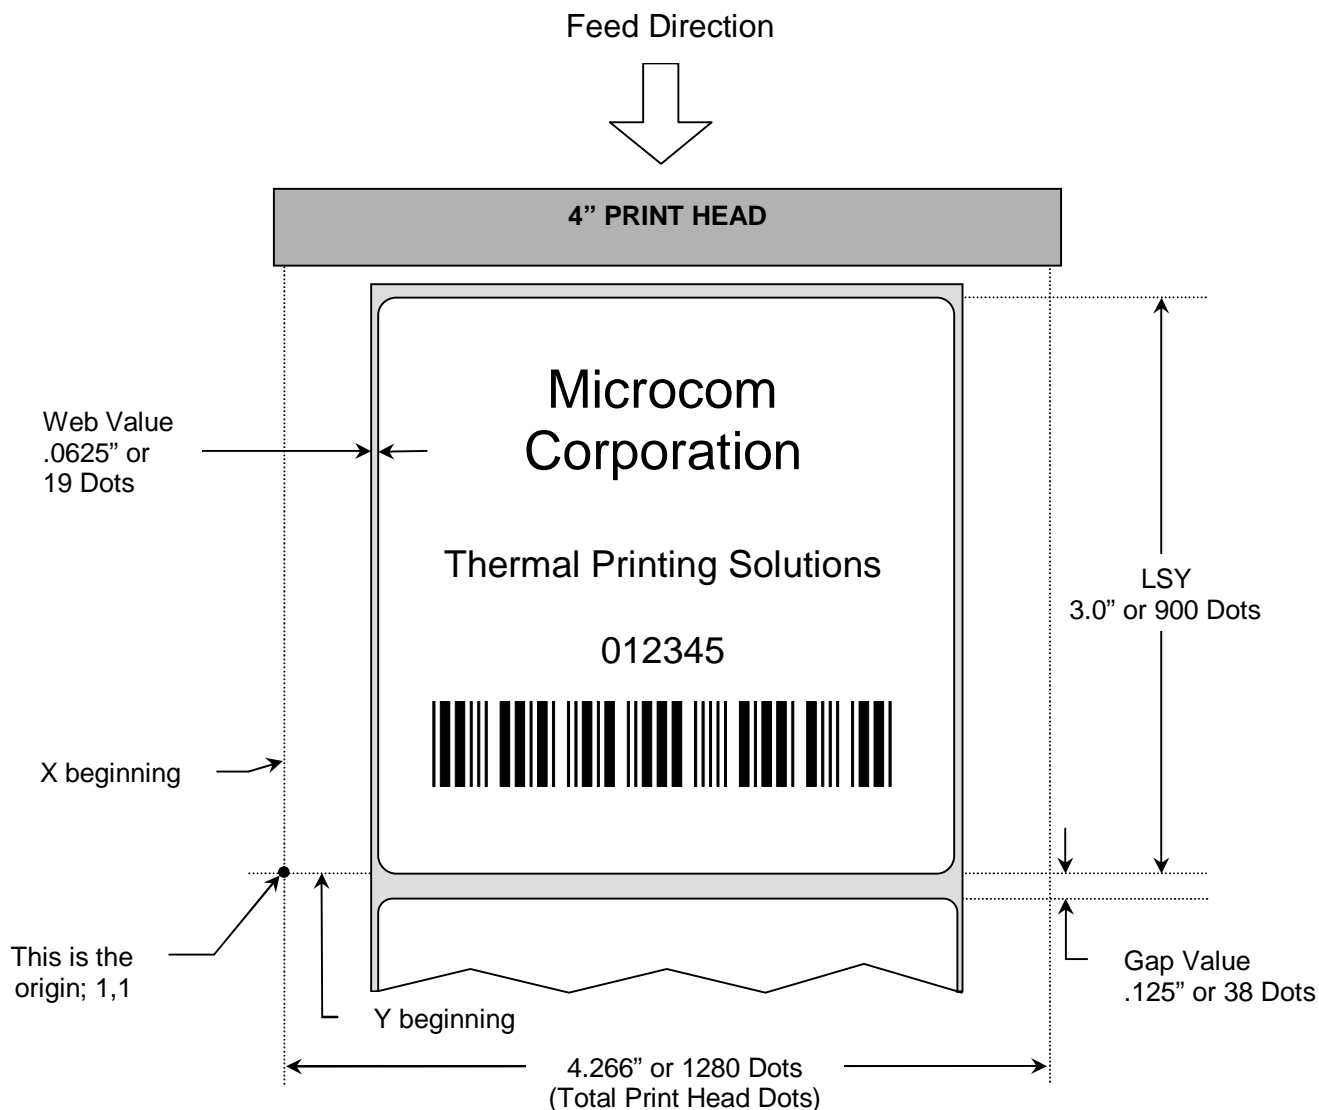 Feed Direction
4” PRINT HEAD
Microcom
Corporation
Web Value
.0625” or
19 Dots
Thermal Printing Solutions
LSY
3.0” or 900 Dots
012345
X beginning
This is the
origin; 1,1
Gap Value
.125” or 38 Dots
Y beginning
4.266” or 1280 Dots
(Total Print Head Dots)